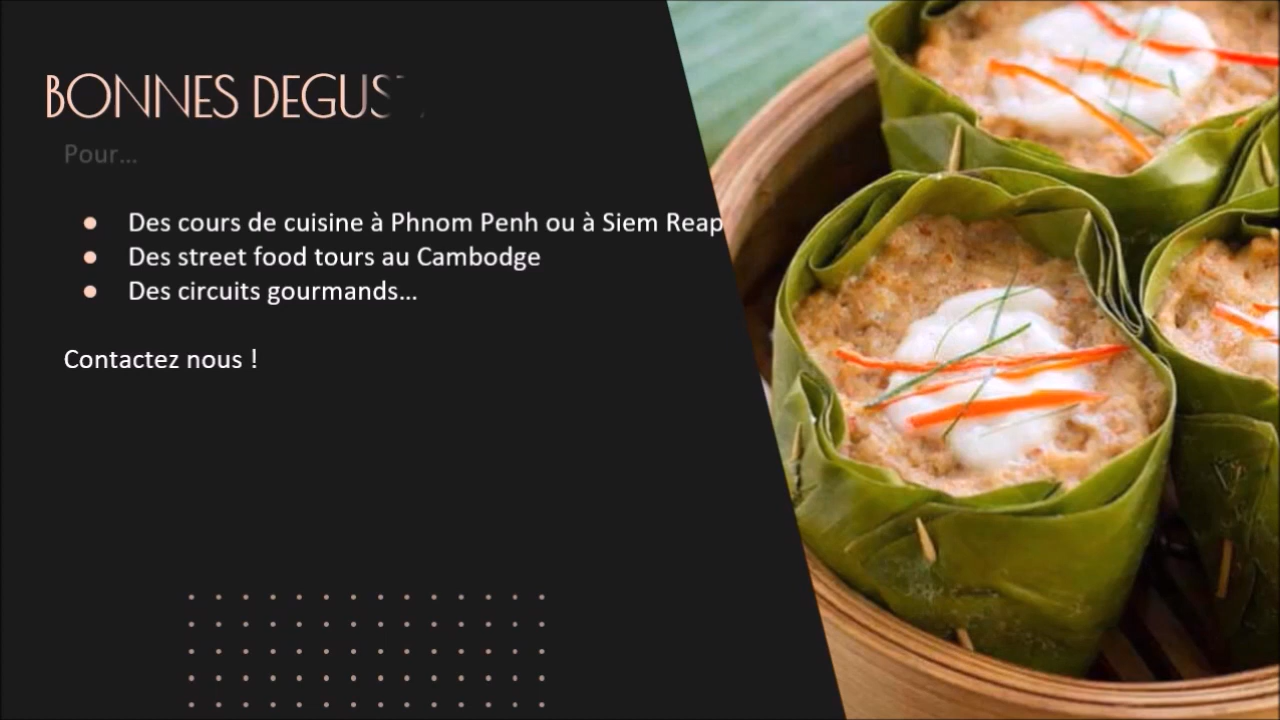 BONNES DEGUS
Pour...
Des cours de cuisine à Phnom Penh ou à Siem Reap
Des street food tours au Cambodge
Des circuits gourmands...
Contactez nous !